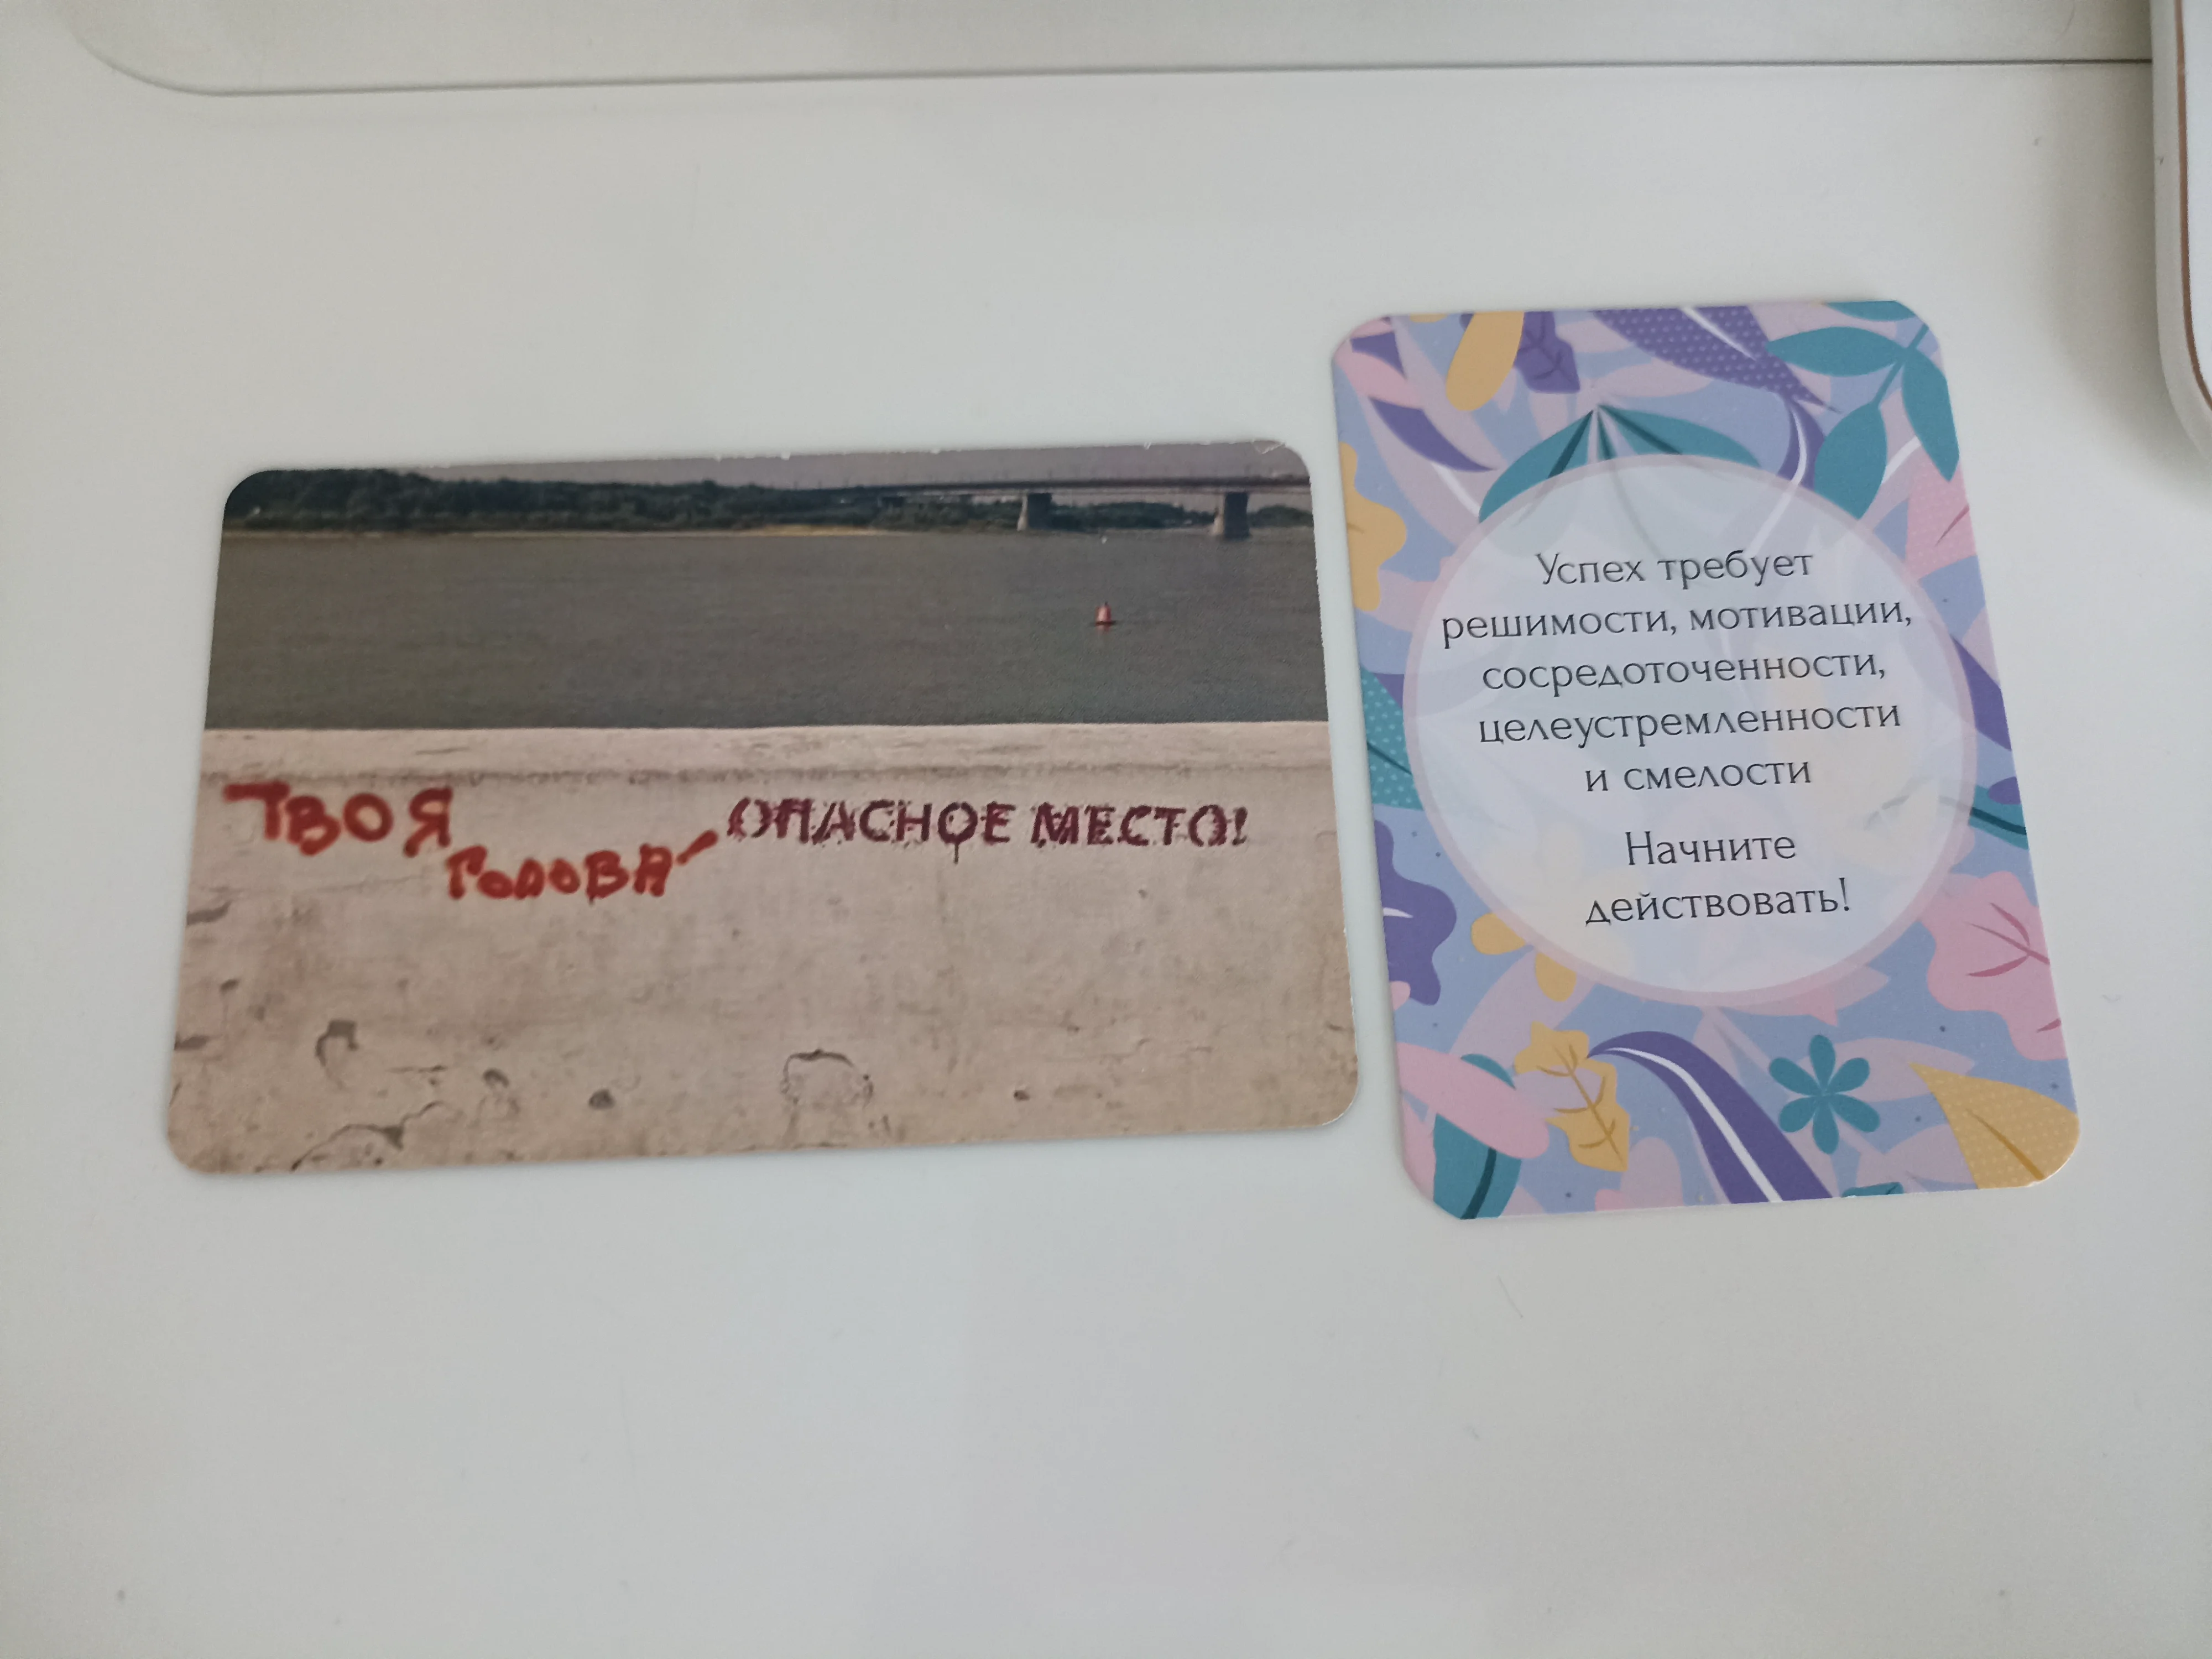 ТВОЯ
ГОЛОВА - ОПАСНОЕ МЕСТО!
Успех требует
решимости, мотивации,
сосредоточенности,
целеустремленности
и смелости
Начните
действовать!